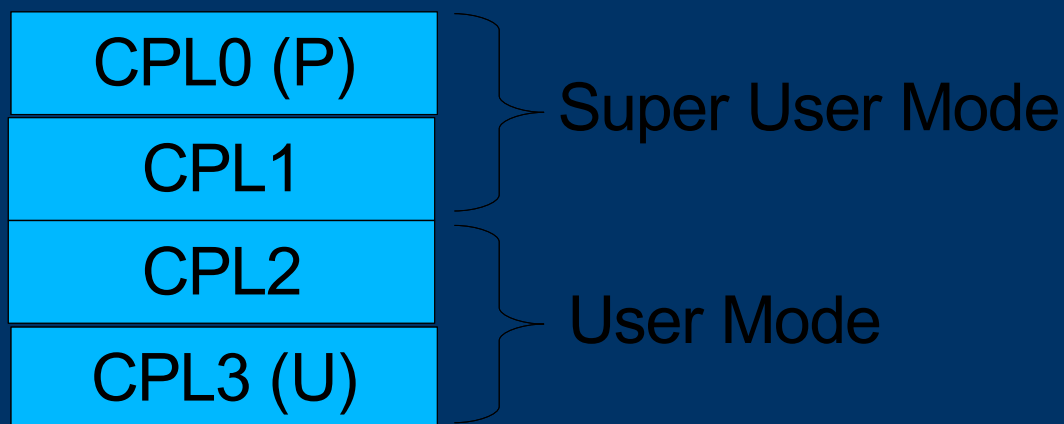 CPL0 (P)
CPL1
Super User Mode
CPL2
CPL3 (U)
User Mode